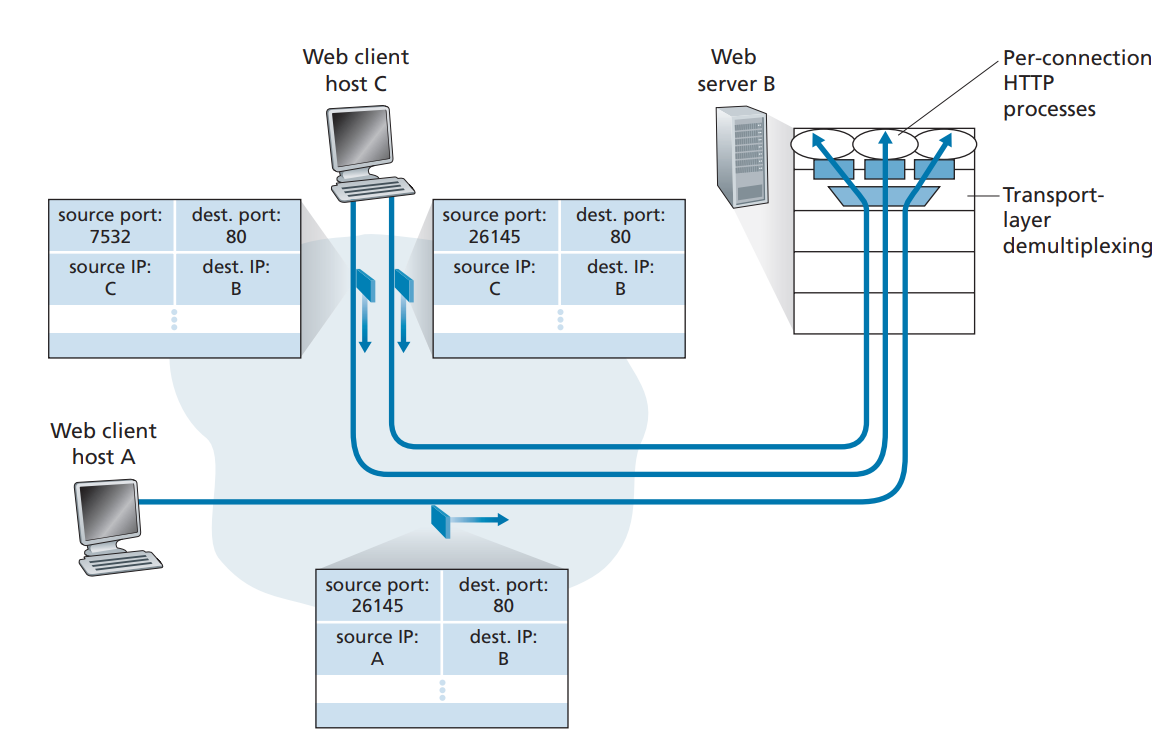 Web client
host C
Web
server B
Per-connection
HTTP
processes
Transport-
layer
demultiplexing
source port:
7532
dest. port:
80
source IP:
C
dest. IP:
B
source port:
26145
dest. port:
80
source IP:
C
dest. IP:
B
Web client
host A
source port:
26145
dest. port:
80
source IP:
A
dest. IP:
B